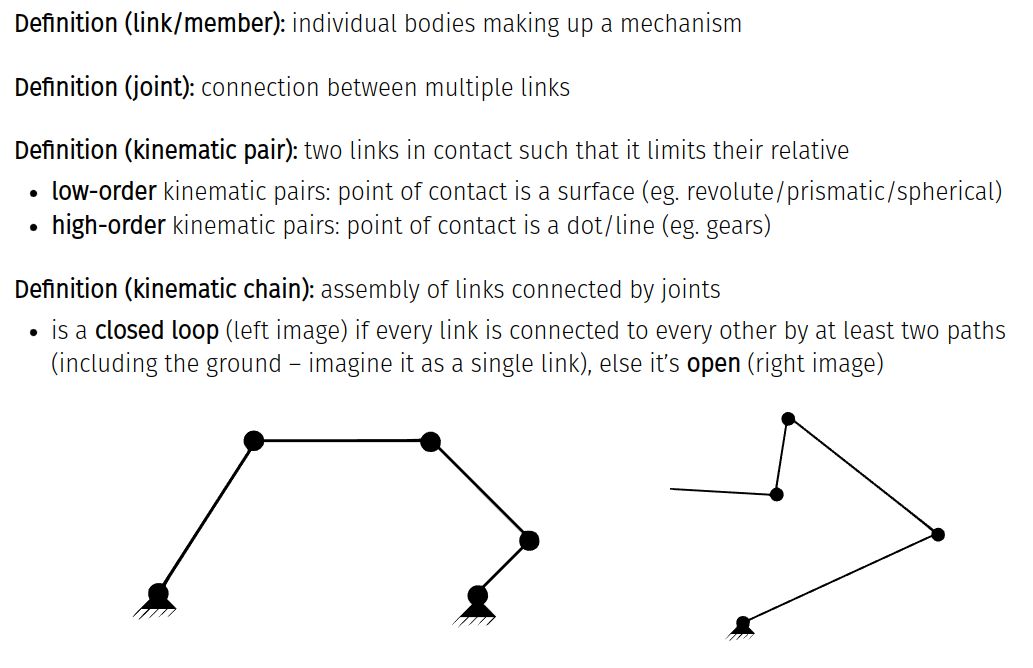 Definition (link/member): individual bodies making up a mechanism
Definition (joint): connection between multiple links
Definition (kinematic pair): two links in contact such that it limits their relative
• low-order kinematic pairs: point of contact is a surface (eg. revolute/prismatic/spherical)
• high-order kinematic pairs: point of contact is a dot/line (eg. gears)
Definition (kinematic chain): assembly of links connected by joints
• is a closed loop (left image) if every link is connected to every other by at least two paths
(including the ground – imagine it as a single link), else it's open (right image)